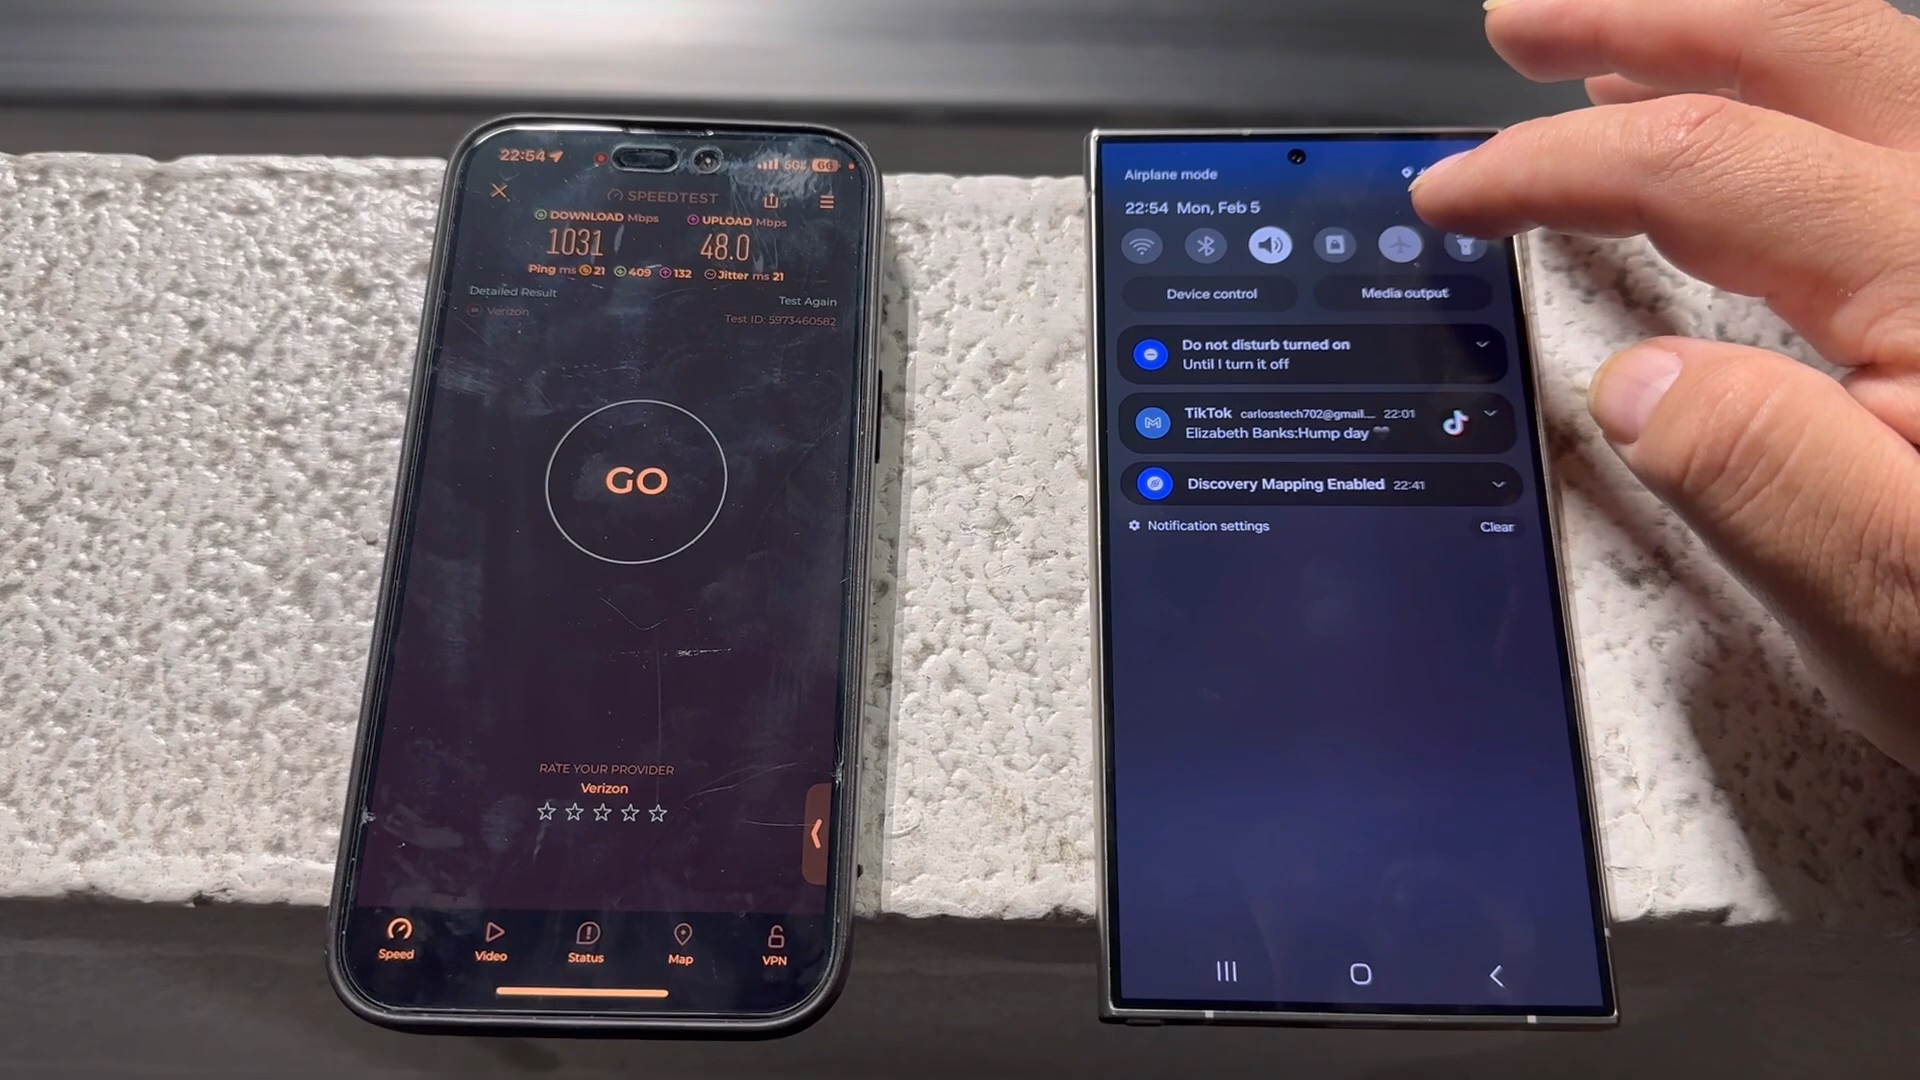 22:54
5G
66
SPEEDTEST
DOWNLOAD Mbps
UPLOAD Mbps
1031
48.0
Ping ms 21 409 132 Jitter ms 21
Detailed Result
Test Again
Verizon
Test ID: 5973460582
GO
RATE YOUR PROVIDER
Verizon
Speed
Video
Status
Map
VPN
Airplane mode
22:54 Mon, Feb 5
Device control
Media output
Do not disturb turned on
Until I turn it off
TikTok carlosstech702@gmail... 22:01
Elizabeth Banks:Hump day
Discovery Mapping Enabled 22:41
Notification settings
Clear